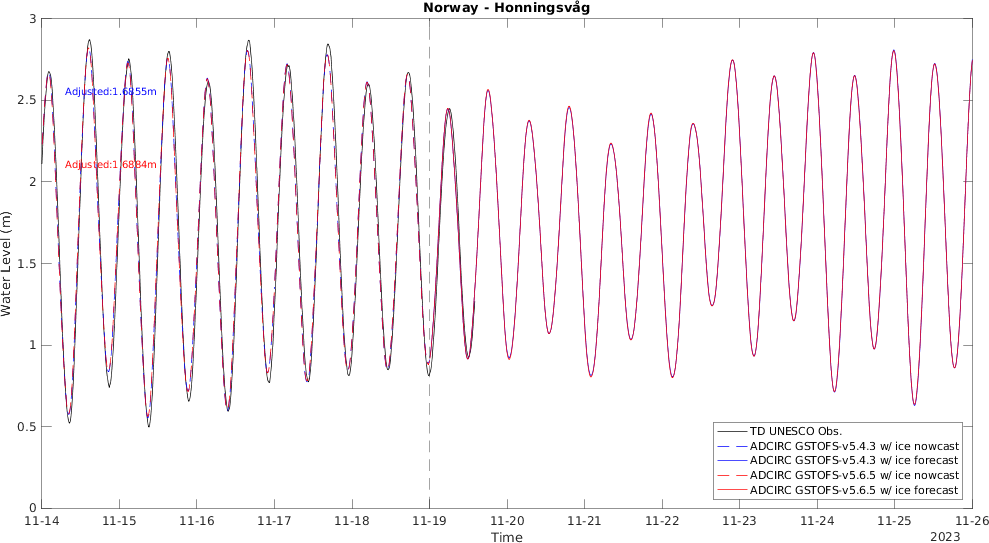 Norway - Honningsvåg
3
2.5
2
1.5
1
0.5
0
Water Level (m)
Adjusted:1.6855m
Adjusted:1.6884m
TD UNESCO Obs.
ADCIRC GSTOFS-v5.4.3 w/ ice nowcast
ADCIRC GSTOFS-v5.4.3 w/ ice forecast
ADCIRC GSTOFS-v5.6.5 w/ ice nowcast
ADCIRC GSTOFS-v5.6.5 w/ ice forecast
11-14 11-15 11-16 11-17 11-18 11-19 11-20 11-21 11-22 11-23 11-24 11-25 11-26
Time
2023